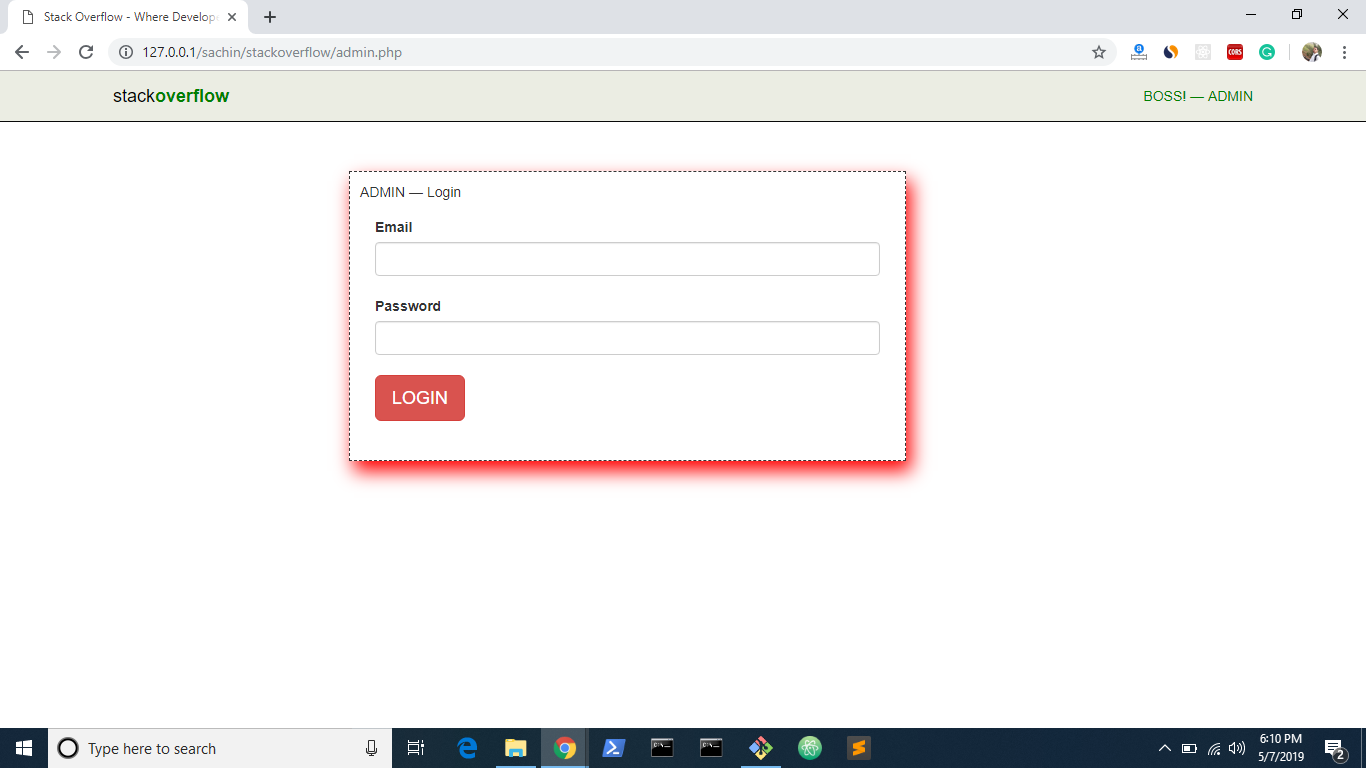 Stack Overflow - Where Develope
127.0.0.1/sachin/stackoverflow/admin.php
CORS
stackoverflow
BOSS! — ADMIN
ADMIN — Login
Email
Password
LOGIN
Type here to search
6:10 PM
5/7/2019
2